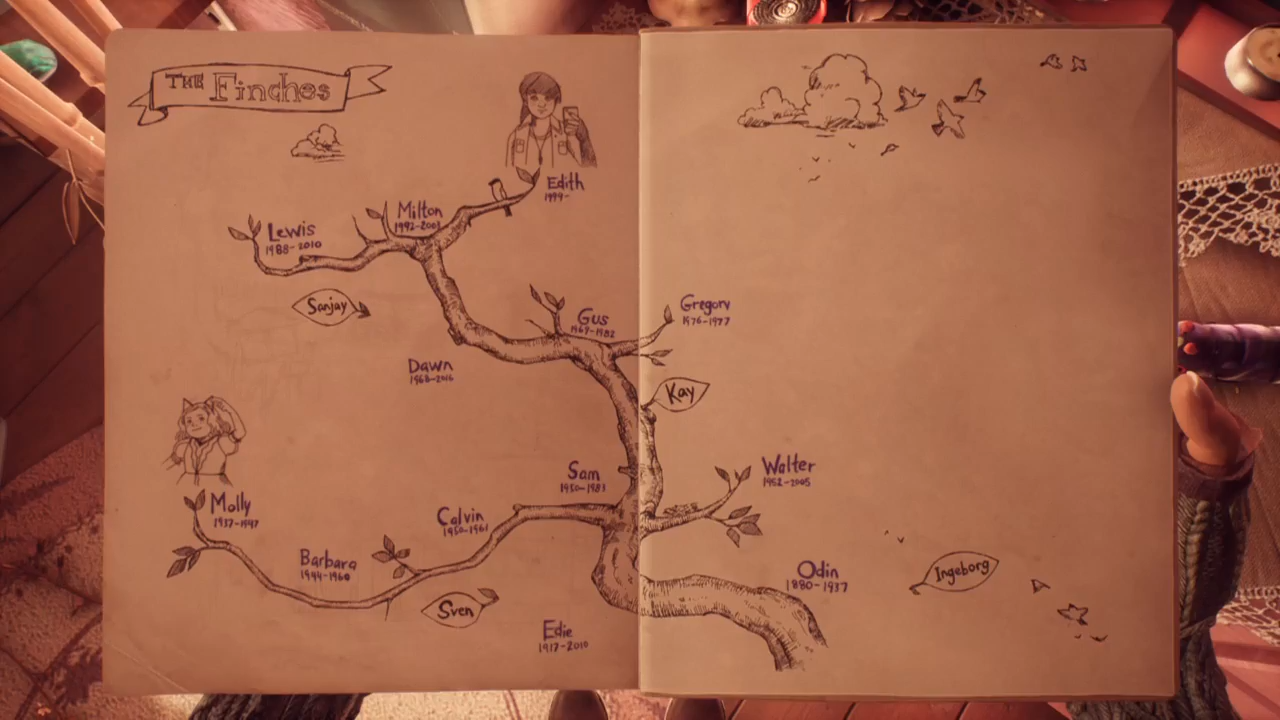 THE Finches
Edith
1999-
Milton
1992-2003
Lewis
1988-2010
Sanjay
Gregory
1976-1977
Gus
1969-1982
Dawn
1968-2016
Kay
Walter
1952-2005
Sam
1950-1983
Molly
1937-1947
Calvin
1950-1961
Barbara
1944-1960
Sven
Odin
1880-1937
Ingeborg
Edie
1917-2010